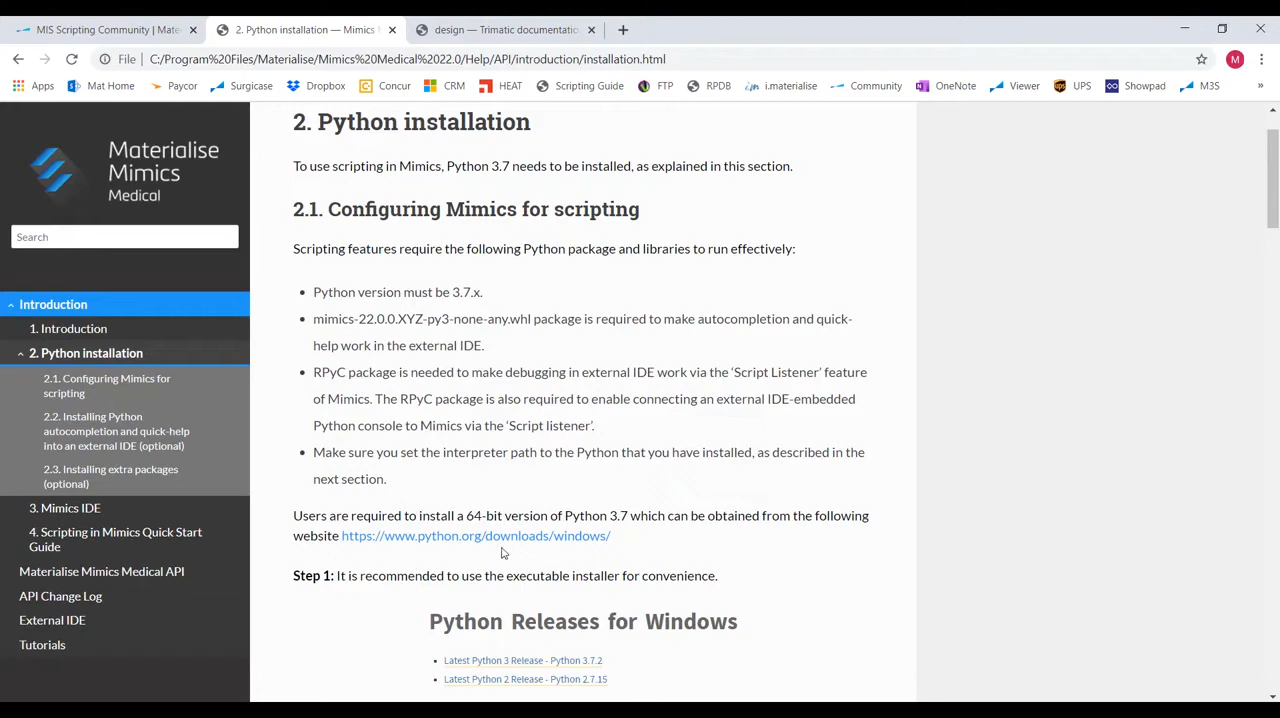 MIS Scripting Community | Mate
2. Python installation — Mimics
design — Trimatic documentation
File
C:/Program%20Files/Materialise/Mimics%20Medical%2022.0/Help/API/introduction/installation.html
M
Apps
Mat Home
Paycor
Surgicase
Dropbox
Concur
CRM
HEAT
Scripting Guide
FTP
RPDB
i.materialise
Community
OneNote
Viewer
UPS
Showpad
M3S
»
Materialise
Mimics
Medical
Search
Introduction
1. Introduction
2. Python installation
2.1. Configuring Mimics for
scripting
2.2. Installing Python
autocompletion and quick-help
into an external IDE (optional)
2.3. Installing extra packages
(optional)
3. Mimics IDE
4. Scripting in Mimics Quick Start
Guide
Materialise Mimics Medical API
API Change Log
External IDE
Tutorials
2. Python installation
To use scripting in Mimics, Python 3.7 needs to be installed, as explained in this section.
2.1. Configuring Mimics for scripting
Scripting features require the following Python package and libraries to run effectively:
• Python version must be 3.7.x.
• mimics-22.0.0.XYZ-py3-none-any.whl package is required to make autocompletion and quick-
help work in the external IDE.
• RPyC package is needed to make debugging in external IDE work via the ‘Script Listener’ feature
of Mimics. The RPyC package is also required to enable connecting an external IDE-embedded
Python console to Mimics via the ‘Script listener’.
• Make sure you set the interpreter path to the Python that you have installed, as described in the
next section.
Users are required to install a 64-bit version of Python 3.7 which can be obtained from the following
website https://www.python.org/downloads/windows/
Step 1: It is recommended to use the executable installer for convenience.
Python Releases for Windows
• Latest Python 3 Release - Python 3.7.2
• Latest Python 2 Release - Python 2.7.15